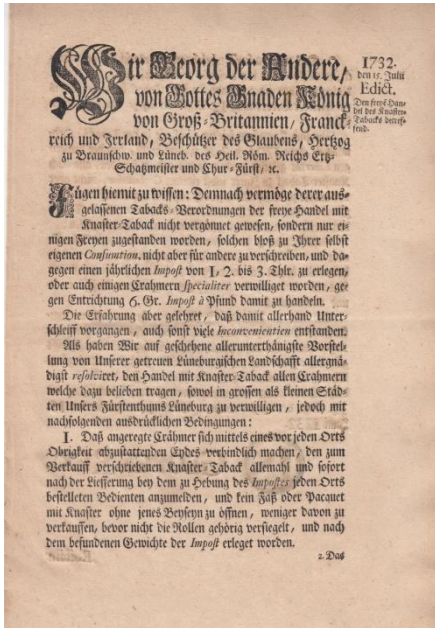 Wir Georg der Andere,
von Gottes Gnaden König
von Groß-Britannien, Franck-
reich und Irrland, Beschützer des Glaubens, Hertzog
zu Braunschw. und Lüneb. des Heil. Röm. Reichs Ertz-
Schatzmeister und Chur-Fürst, ꝛc.
1732.
den 15. Julii
Edict.
Den freyē Han-
del des Knaster-
Tabacks betref-
fend.
Fügen hiemit zu wissen: Demnach vermöge derer aus-
gelassenen Tabacks-Verordnungen der freye Handel mit
Knaster-Taback nicht vergönnet gewesen, sondern nur ei-
nigen Freyen zugestanden worden, solchen bloß zu Ihrer selbst
eigenen Consumtion, nicht aber für andere zu verschreiben, und da-
gegen einen jährlichen Impost von 1, 2. bis 3. Thlr. zu erlegen,
oder auch einigen Crahmern specialiter verwilliget worden, ge-
gen Entrichtung 6. Gr. Impost à Pfund damit zu handeln.
Die Erfahrung aber gelehret, daß damit allerhand Unter-
schleiff vorgangen, auch sonst viele Inconvenientien entstanden.
Als haben Wir auf geschehene allerunterthänigste Vorstel-
lung von Unserer getreuen Lüneburgischen Landschafft allergnä-
digst resolviret, den Handel mit Knaster-Taback allen Crahmern
welche dazu belieben tragen, sowol in grossen als kleinen Städ-
ten Unsers Fürstenthums Lüneburg zu verwilligen, jedoch mit
nachfolgenden ausdrücklichen Bedingungen:
1. Daß angeregte Crähmer sich mittels eines vor jeden Orts
Obrigkeit abzustattenden Eydes verbindlich machen, den zum
Verkauff verschriebenen Knaster-Taback allemahl und sofort
nach der Liefferung bey dem zu Hebung des Impostes jeden Orts
bestelleten Bedienten anzumelden, und kein Faß oder Pacquet
mit Knaster ohne jenes Beyseyn zu öffnen, weniger davon zu
verkauffen, bevor nicht die Rollen gehörig versiegelt, und nach
dem befundenen Gewichte der Impost erleget worden.
2. Daß